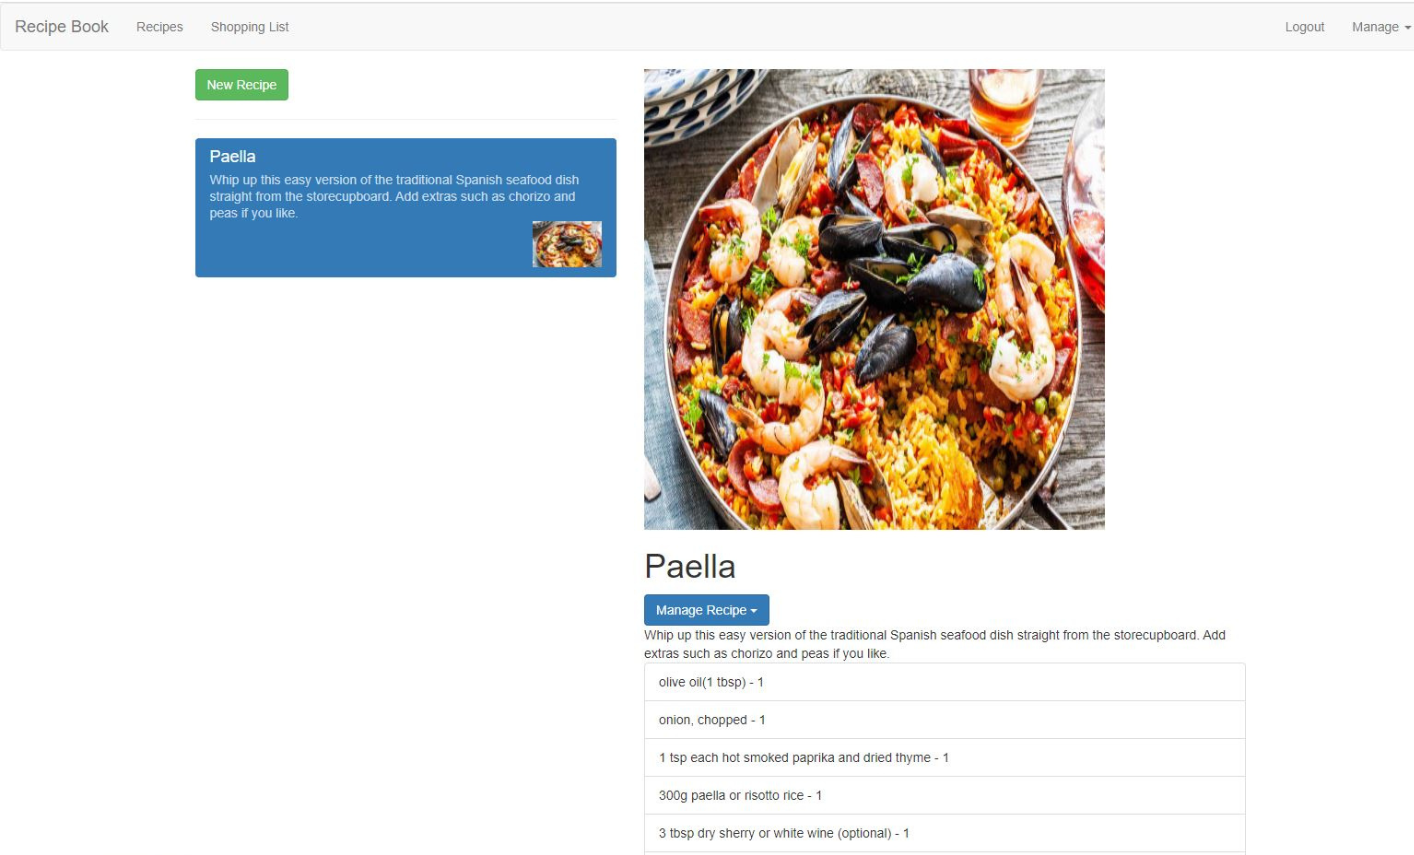 Recipe Book Recipes Shopping List Logout Manage
New Recipe
Paella
Whip up this easy version of the traditional Spanish seafood dish
straight from the storecupboard. Add extras such as chorizo and
peas if you like.
Paella
Manage Recipe
Whip up this easy version of the traditional Spanish seafood dish straight from the storecupboard. Add
extras such as chorizo and peas if you like.
olive oil(1 tbsp) - 1
onion, chopped - 1
1 tsp each hot smoked paprika and dried thyme - 1
300g paella or risotto rice - 1
3 tbsp dry sherry or white wine (optional) - 1